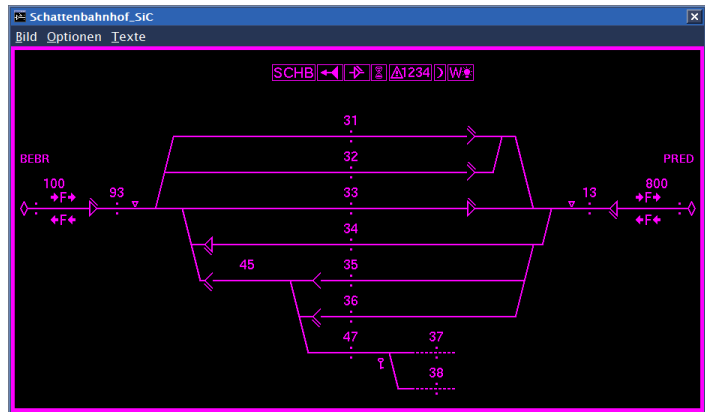 Schattenbahnhof_SiC
Bild Optionen Texte
SCHB 1234 W
31
BEBR 32 PRED
100 93 33 13 800
F F
F F
34
45 35
36
47 37
38